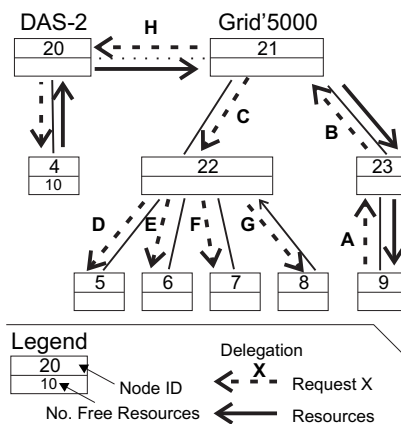 DAS-2 Grid'5000
20 H 21
C
B
4
10
22 23
D E F G A
5 6 7 8 9
Legend
20
10
Node ID
No. Free Resources
Delegation
X
Request X
Resources